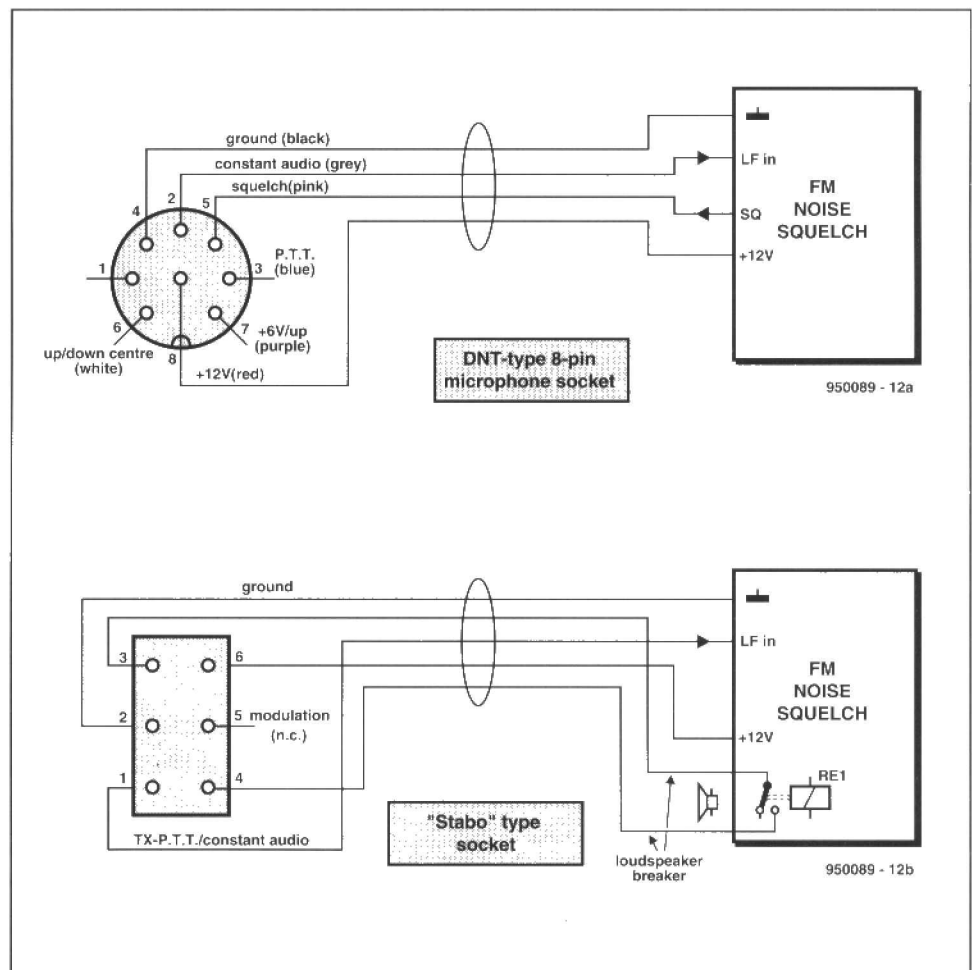 ground (black)
constant audio (grey)
squelch(pink)
4
2
5
1
P.T.T.
(blue)
3
6
7
+6V/up
(purple)
up/down centre
(white)
8
+12V(red)
LF in
SQ
+12V
FM
NOISE
SQUELCH
DNT-type 8-pin
microphone socket
950089 - 12a
ground
3
6
2
5
modulation
(n.c.)
1
4
TX-P.T.T./constant audio
"Stabo" type
socket
LF in
FM
NOISE
SQUELCH
+12V
RE1
loudspeaker
breaker
950089 - 12b